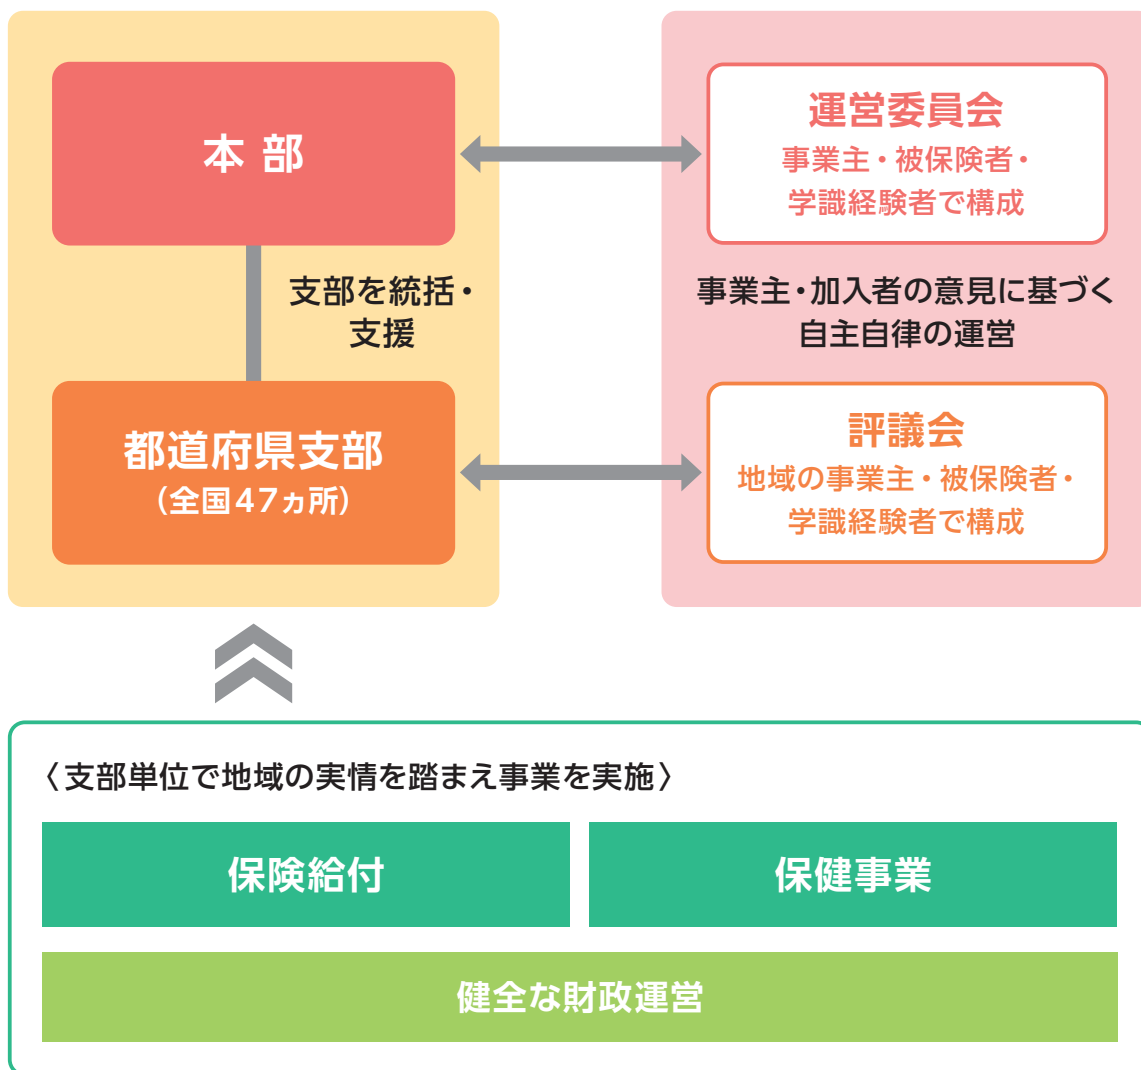 本部
運営委員会
事業主・被保険者・
学識経験者で構成
支部を統括・
支援
事業主・加入者の意見に基づく
自主自律の運営
都道府県支部
(全国47ヵ所)
評議会
地域の事業主・被保険者・
学識経験者で構成
〈支部単位で地域の実情を踏まえ事業を実施〉
保険給付
保健事業
健全な財政運営